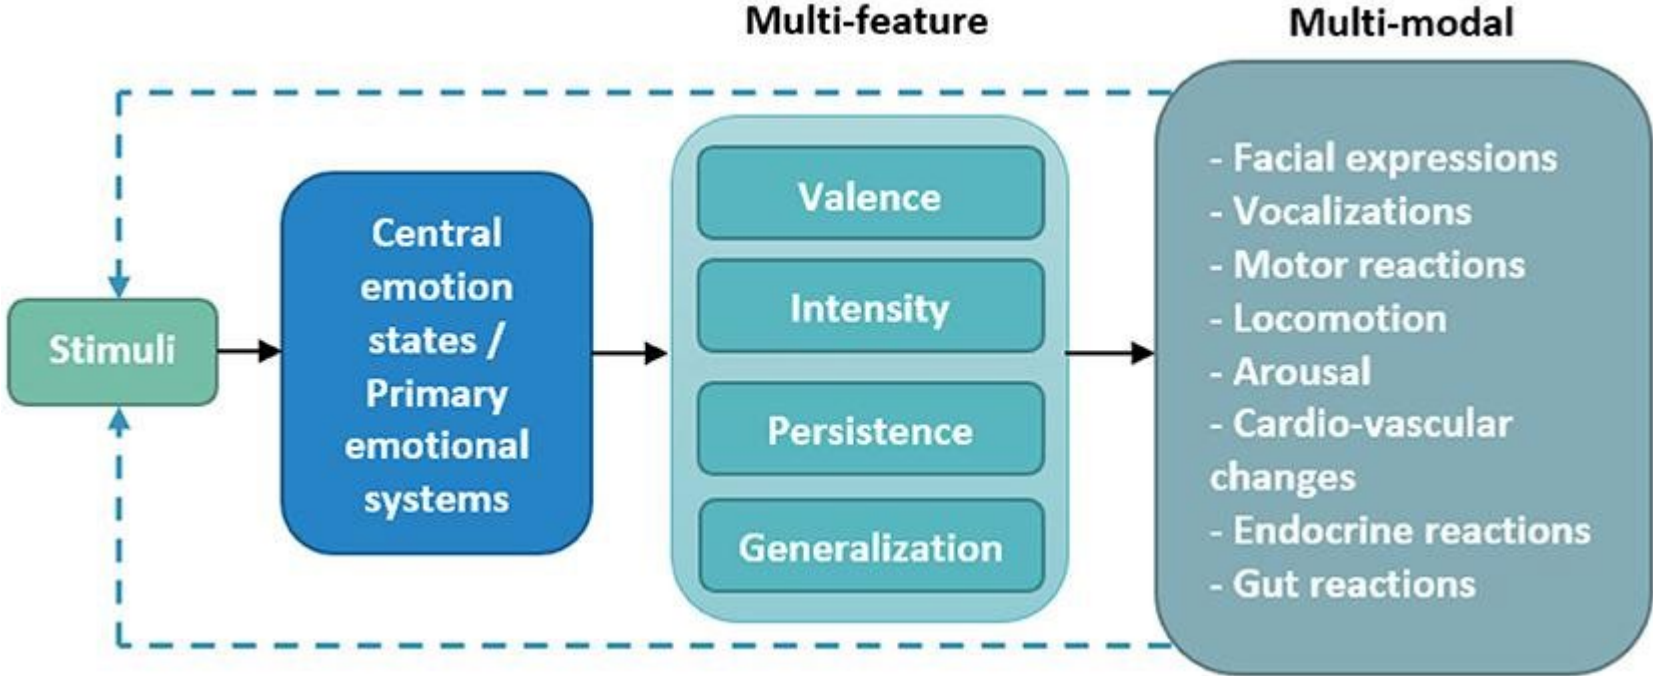 Multi-feature
Multi-modal
Stimuli
Central
emotion
states /
Primary
emotional
systems
Valence
Intensity
Persistence
Generalization
- Facial expressions
- Vocalizations
- Motor reactions
- Locomotion
- Arousal
- Cardio-vascular
changes
- Endocrine reactions
- Gut reactions